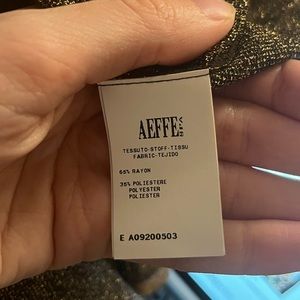 AEFFE
TESSUTO-STOFF-TISSU
FABRIC-TEJIDO
65% RAYON
35% POLIESTERE
POLYESTER
POLIESTER
E A09200503